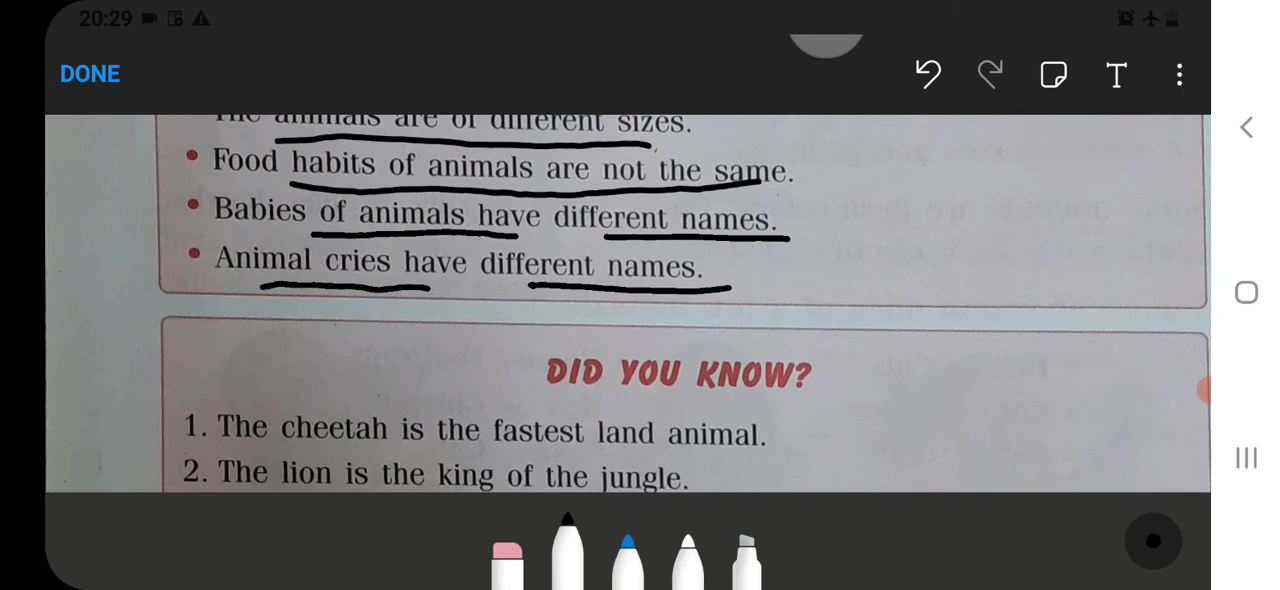 20:29
DONE
T
The animals are of different sizes.
• Food habits of animals are not the same.
• Babies of animals have different names.
• Animal cries have different names.
DID YOU KNOW?
1. The cheetah is the fastest land animal.
2. The lion is the king of the jungle.